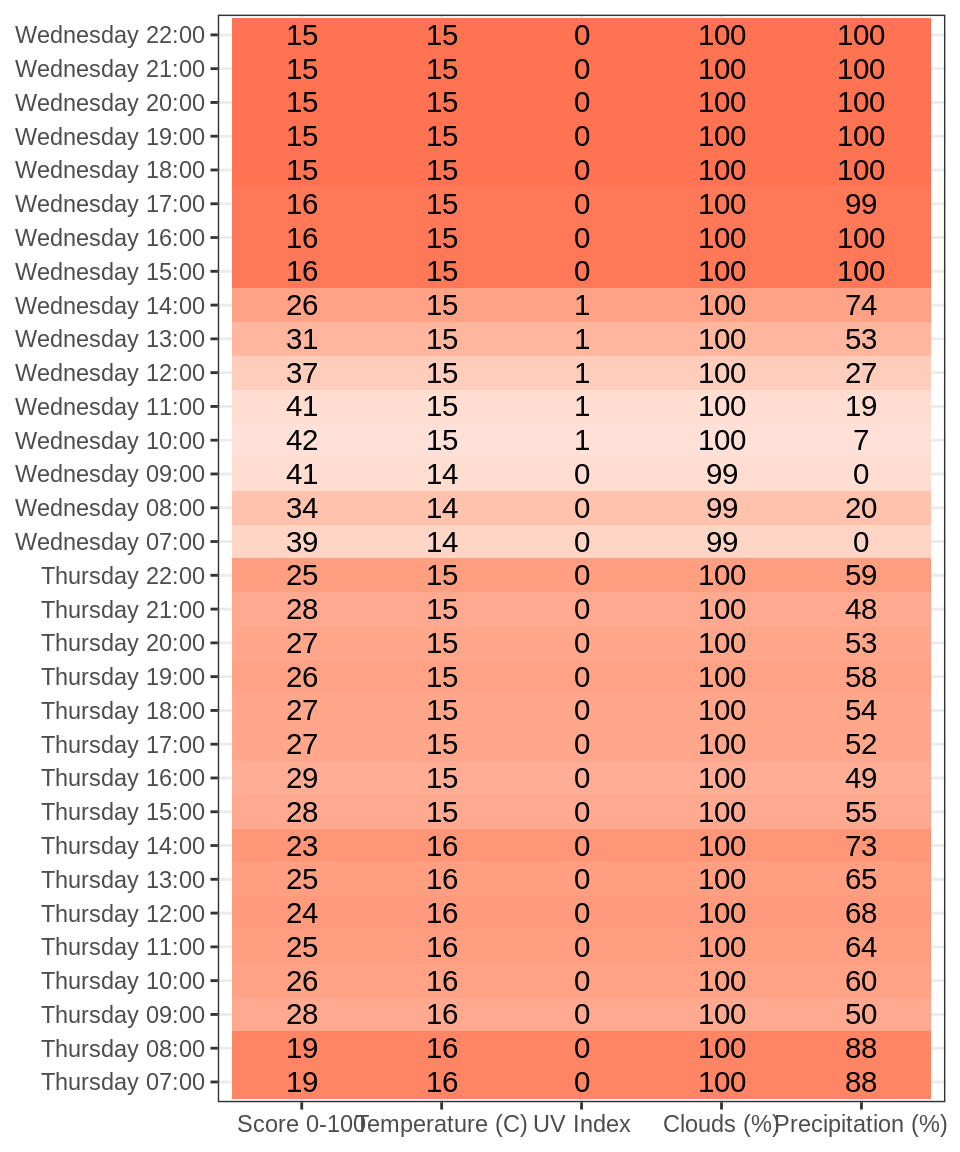 Wednesday 22:00 15 15 0 100 100
Wednesday 21:00 15 15 0 100 100
Wednesday 20:00 15 15 0 100 100
Wednesday 19:00 15 15 0 100 100
Wednesday 18:00 15 15 0 100 100
Wednesday 17:00 16 15 0 100 99
Wednesday 16:00 16 15 0 100 100
Wednesday 15:00 16 15 0 100 100
Wednesday 14:00 26 15 1 100 74
Wednesday 13:00 31 15 1 100 53
Wednesday 12:00 37 15 1 100 27
Wednesday 11:00 41 15 1 100 19
Wednesday 10:00 42 15 1 100 7
Wednesday 09:00 41 14 0 99 0
Wednesday 08:00 34 14 0 99 20
Wednesday 07:00 39 14 0 99 0
Thursday 22:00 25 15 0 100 59
Thursday 21:00 28 15 0 100 48
Thursday 20:00 27 15 0 100 53
Thursday 19:00 26 15 0 100 58
Thursday 18:00 27 15 0 100 54
Thursday 17:00 27 15 0 100 52
Thursday 16:00 29 15 0 100 49
Thursday 15:00 28 15 0 100 55
Thursday 14:00 23 16 0 100 73
Thursday 13:00 25 16 0 100 65
Thursday 12:00 24 16 0 100 68
Thursday 11:00 25 16 0 100 64
Thursday 10:00 26 16 0 100 60
Thursday 09:00 28 16 0 100 50
Thursday 08:00 19 16 0 100 88
Thursday 07:00 19 16 0 100 88
Score 0-100 Temperature (C) UV Index Clouds (%) Precipitation (%)